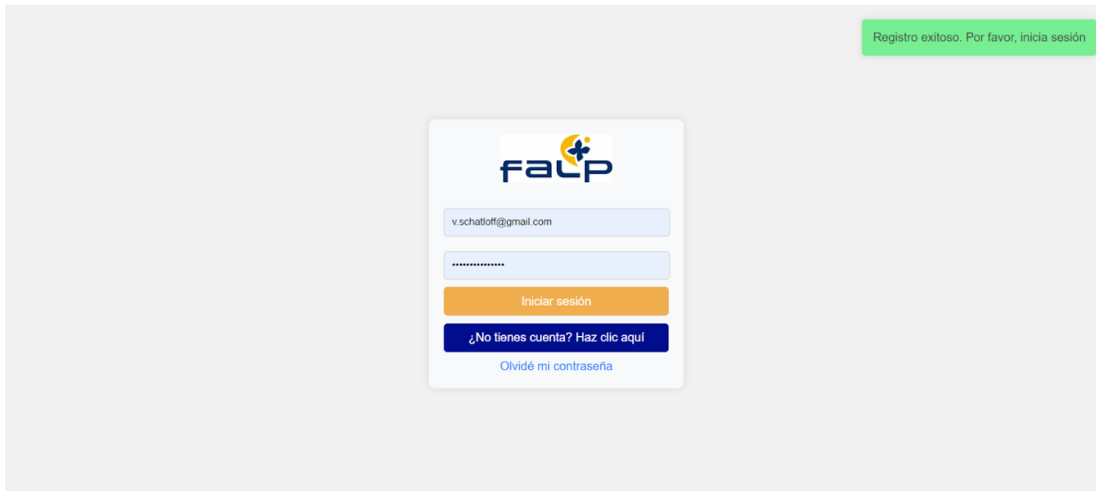 Registro exitoso. Por favor, inicia sesión
falp
v.schatloff@gmail.com
Iniciar sesión
¿No tienes cuenta? Haz clic aquí
Olvidé mi contraseña